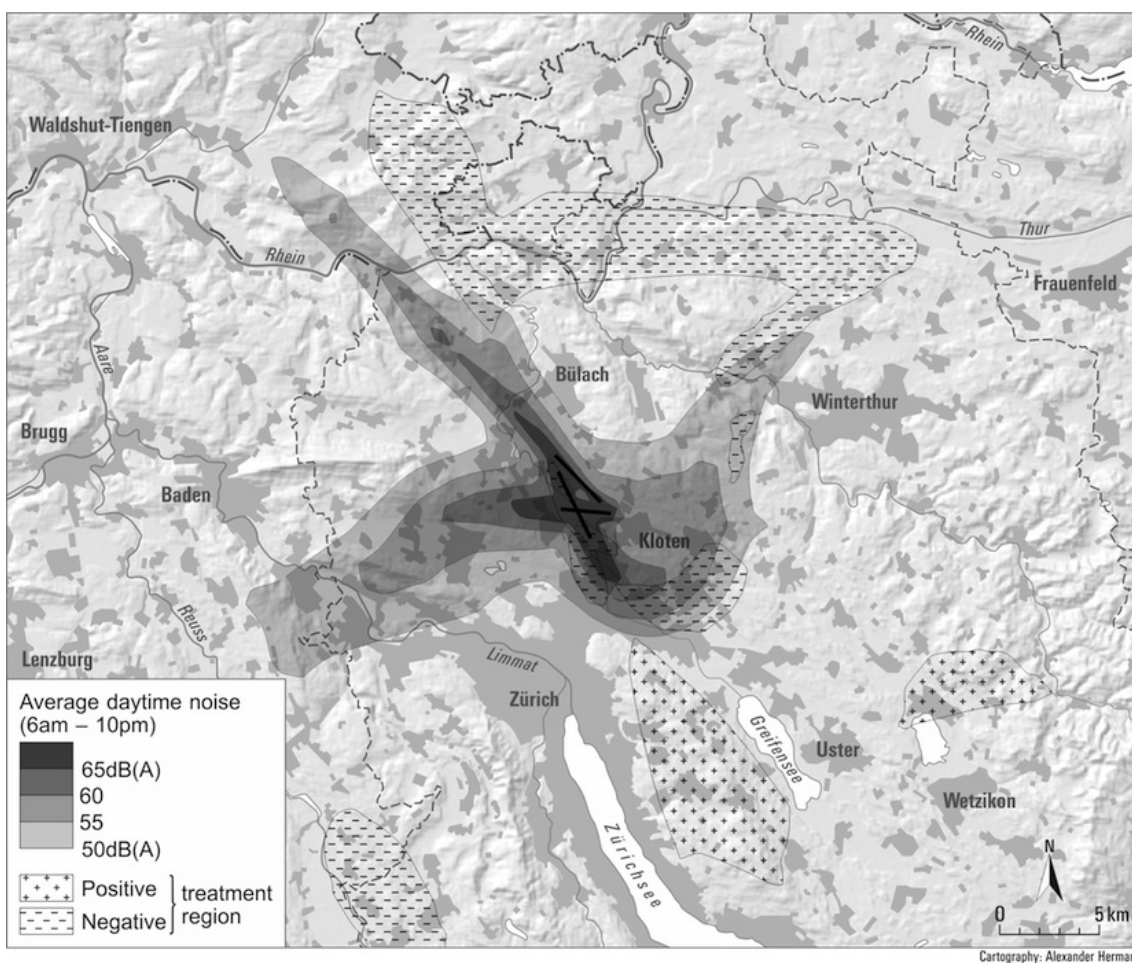 Rhein
Waldshut-Tiengen
Thur
Rhein
Frauenfeld
Aare
Bülach
Winterthur
Brugg
Baden
Kloten
Reuss
Lenzburg
Limmat
Zürich
Greifensee
Uster
Wetzikon
Zürichsee
Average daytime noise
(6am – 10pm)
65dB(A)
60
55
50dB(A)
Positive
Negative
treatment
region
N
0 5 km
Cartography: Alexander Herman